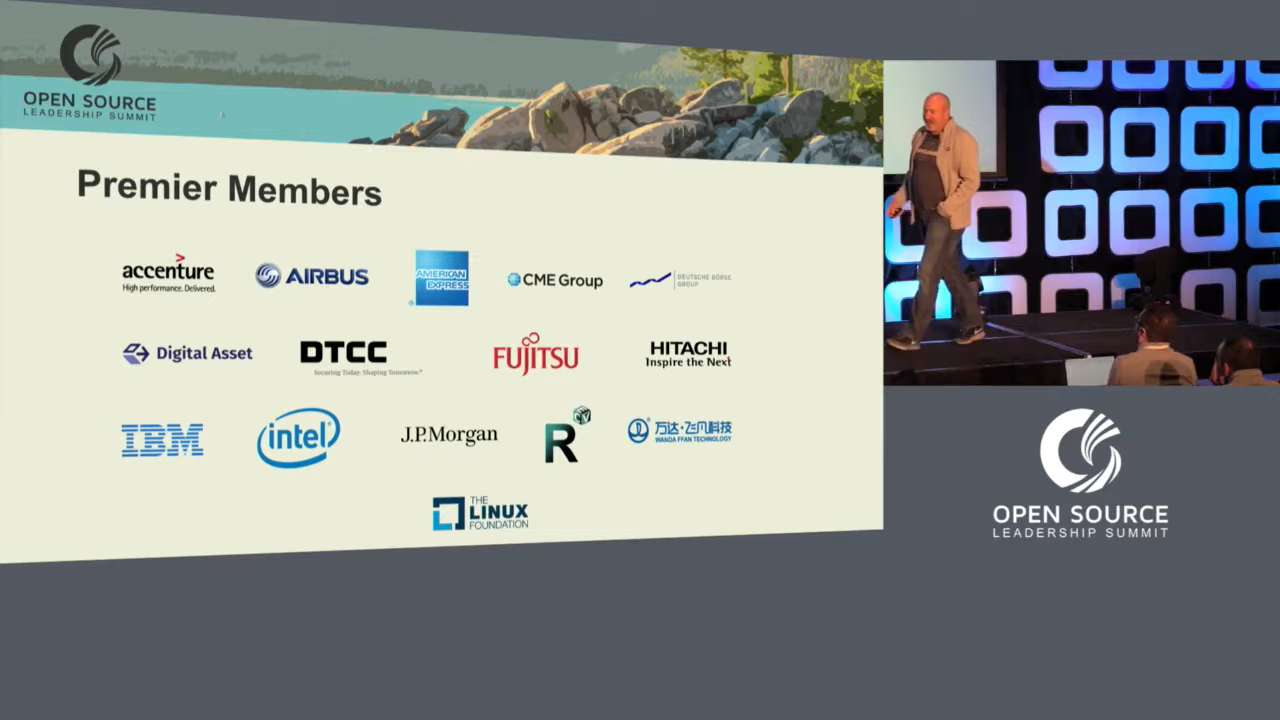 OPEN SOURCE
LEADERSHIP SUMMIT
Premier Members
accenture
High performance. Delivered.
AIRBUS
AMERICAN
EXPRESS
CME Group
DEUTSCHE BÖRSE
GROUP
Digital Asset
DTCC
Securing Today. Shaping Tomorrow.®
FUJITSU
HITACHI
Inspire the Next
IBM
intel
J.P.Morgan
R
CEV
万达·飞凡科技
WANDA FFAN TECHNOLOGY
THE
LINUX
FOUNDATION
OPEN SOURCE
LEADERSHIP SUMMIT